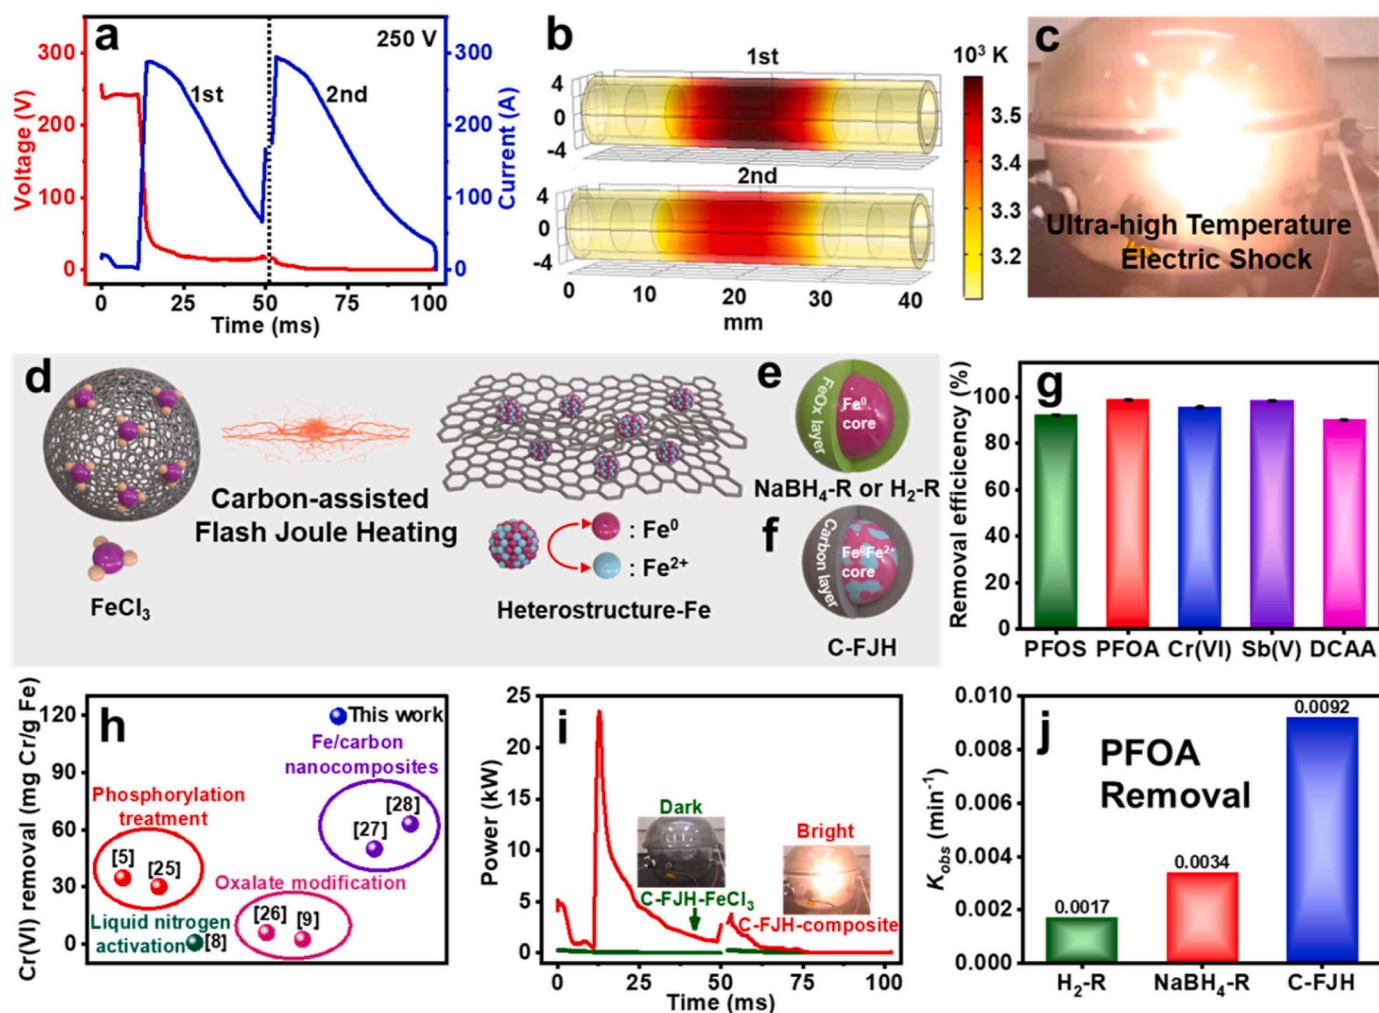 a
250 V
1st
2nd
Voltage (V)
300
200
100
0
Current (A)
300
200
100
0
0
25
50
75
100
Time (ms)
b
1st
4
0
-4
2nd
4
0
-4
0
10
20
30
40
mm
10³ K
3.5
3.4
3.3
3.2
c
Ultra-high Temperature
Electric Shock
d
FeCl₃
Carbon-assisted
Flash Joule Heating
: Fe⁰
: Fe²⁺
Heterostructure-Fe
e
FeOx layer
Fe⁰
core
NaBH₄-R or H₂-R
f
Carbon layer
Fe⁰Fe²⁺
core
C-FJH
g
Removal efficicency (%)
100
80
60
40
20
0
PFOS
PFOA
Cr(VI)
Sb(V)
DCAA
h
Cr(VI) removal (mg Cr/g Fe)
120
90
60
30
0
This work
Fe/carbon
nanocomposites
[28]
[27]
Phosphorylation
treatment
[5]
[25]
Oxalate modification
[26]
[9]
Liquid nitrogen
activation
[8]
i
Power (kW)
25
20
15
10
5
0
Dark
C-FJH-FeCl₃
Bright
C-FJH-composite
0
25
50
75
100
Time (ms)
j
PFOA
Removal
K_obs (min⁻¹)
0.010
0.008
0.006
0.004
0.002
0.000
0.0017
0.0034
0.0092
H₂-R
NaBH₄-R
C-FJH